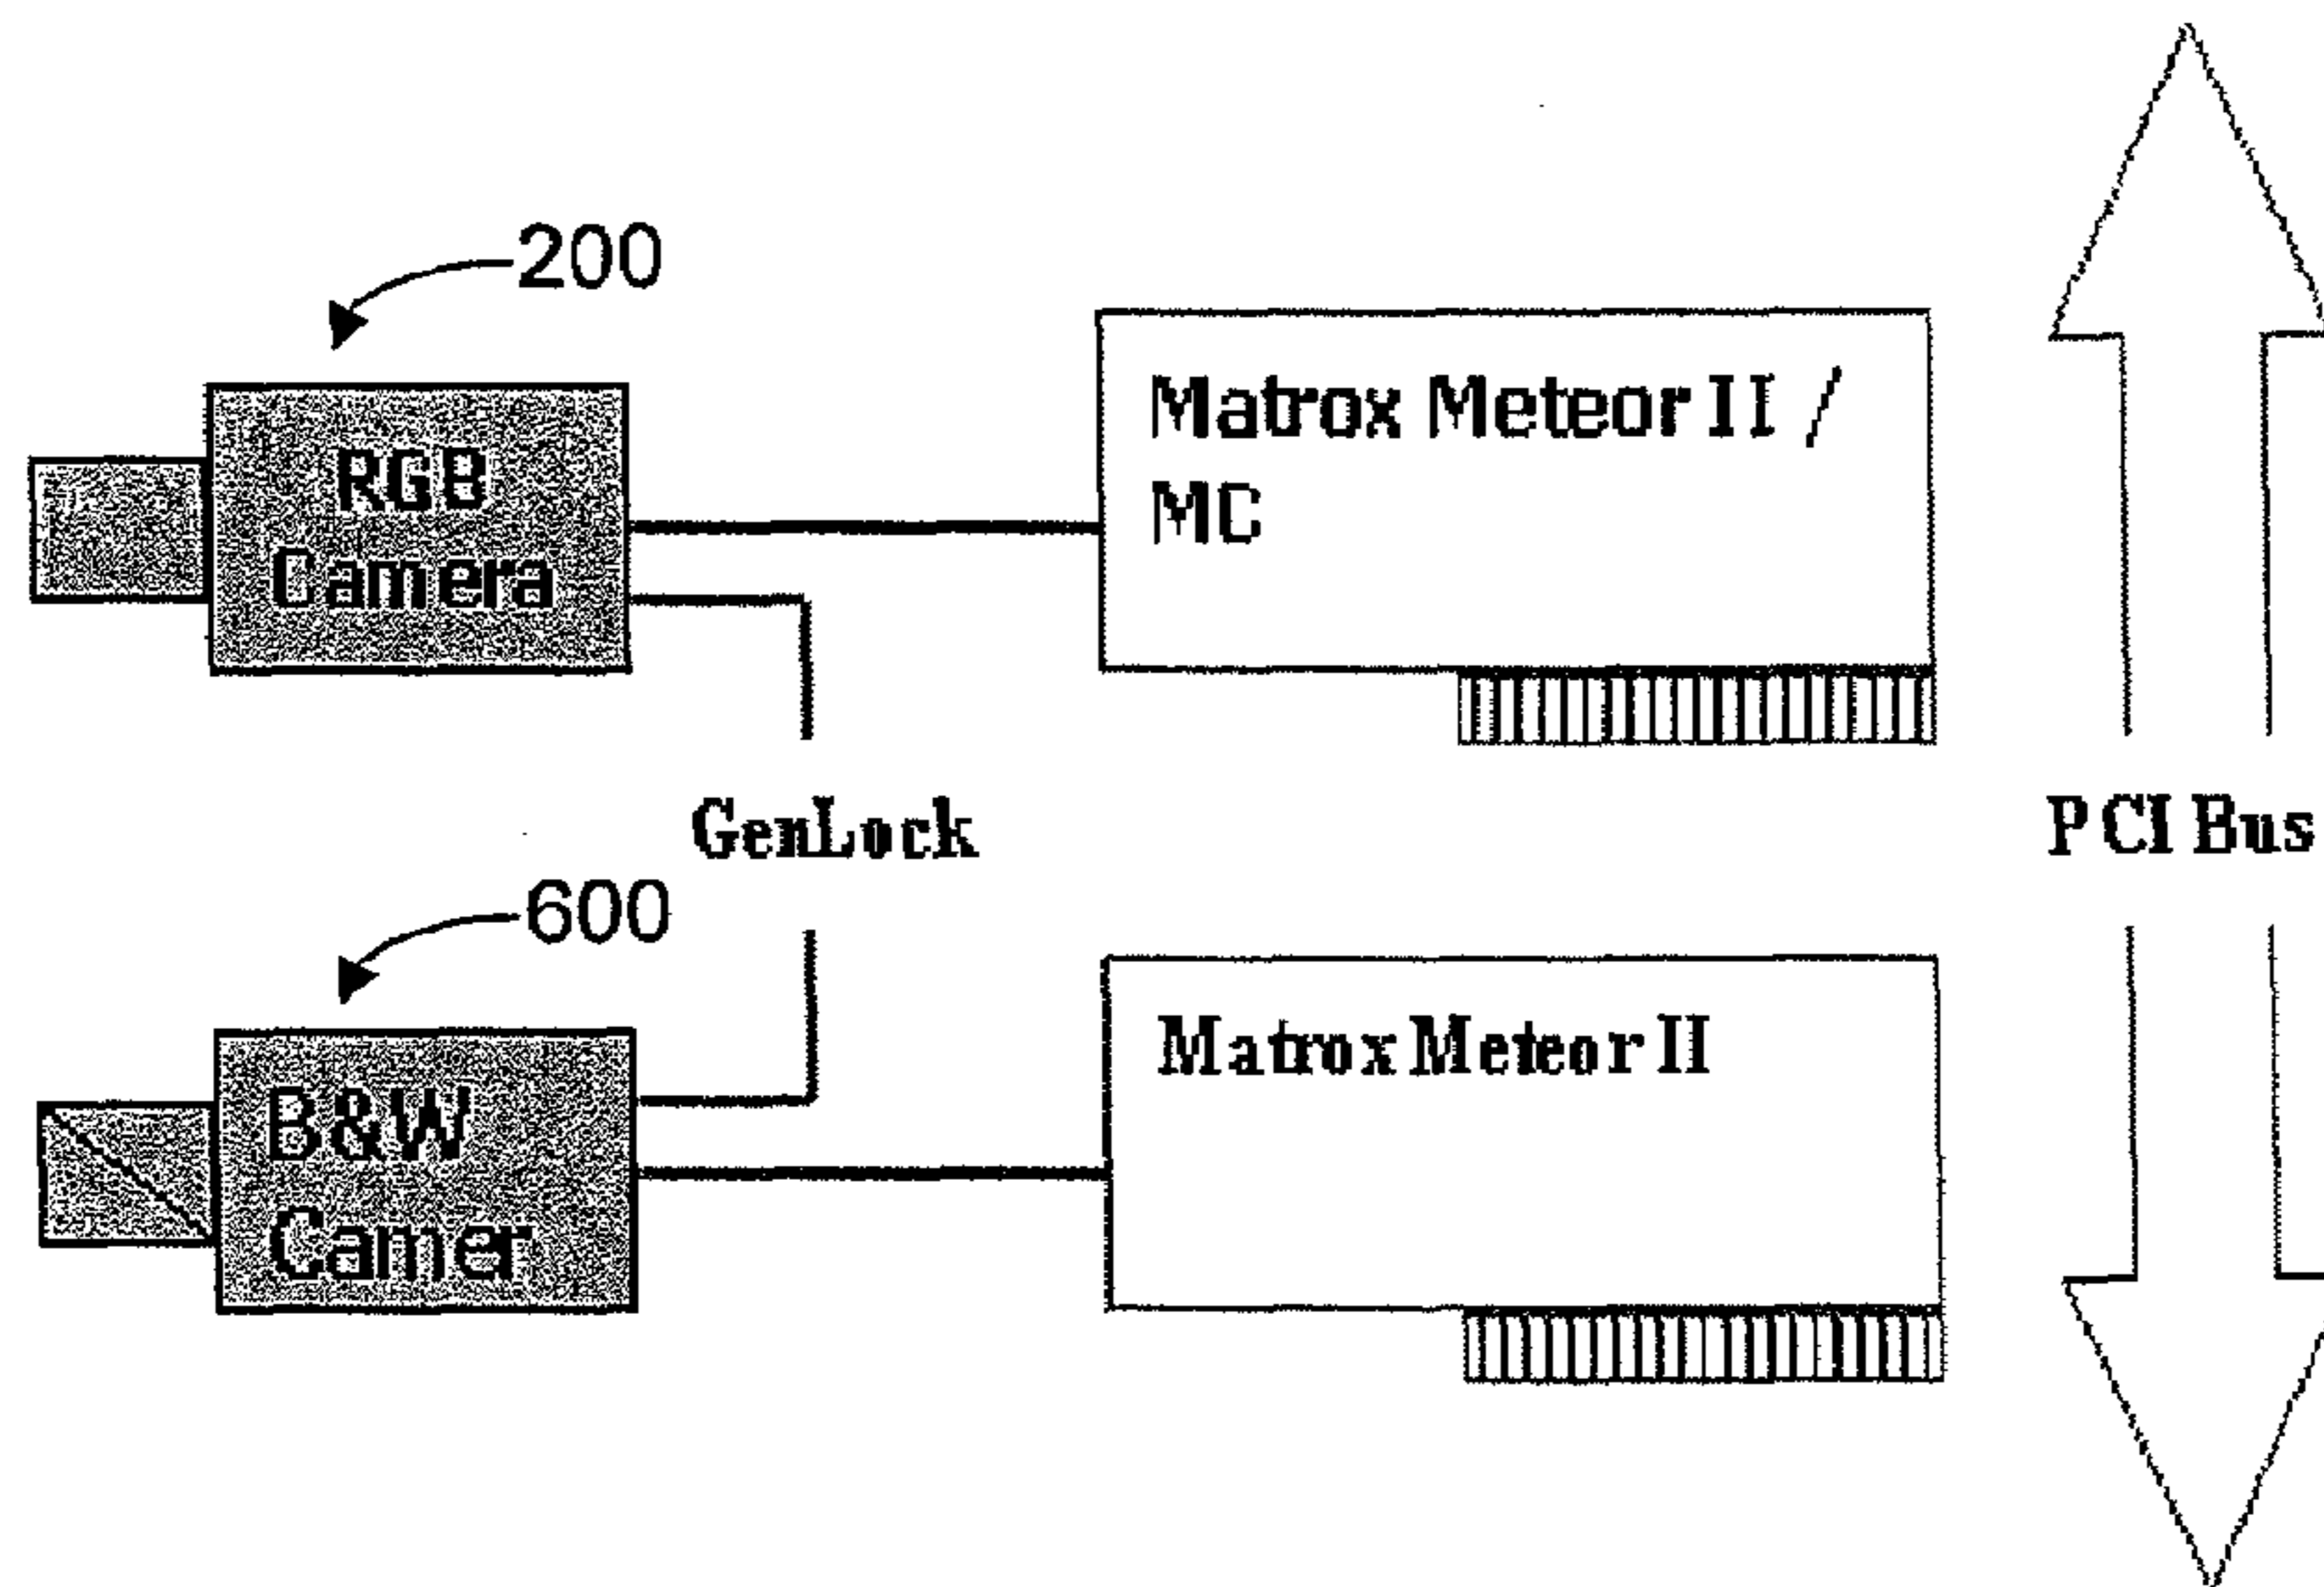 200
RGB
Camera
Matrox Meteor II /
MC
GenLock
PCI Bus
600
B&W
Camer
Matrox Meteor II